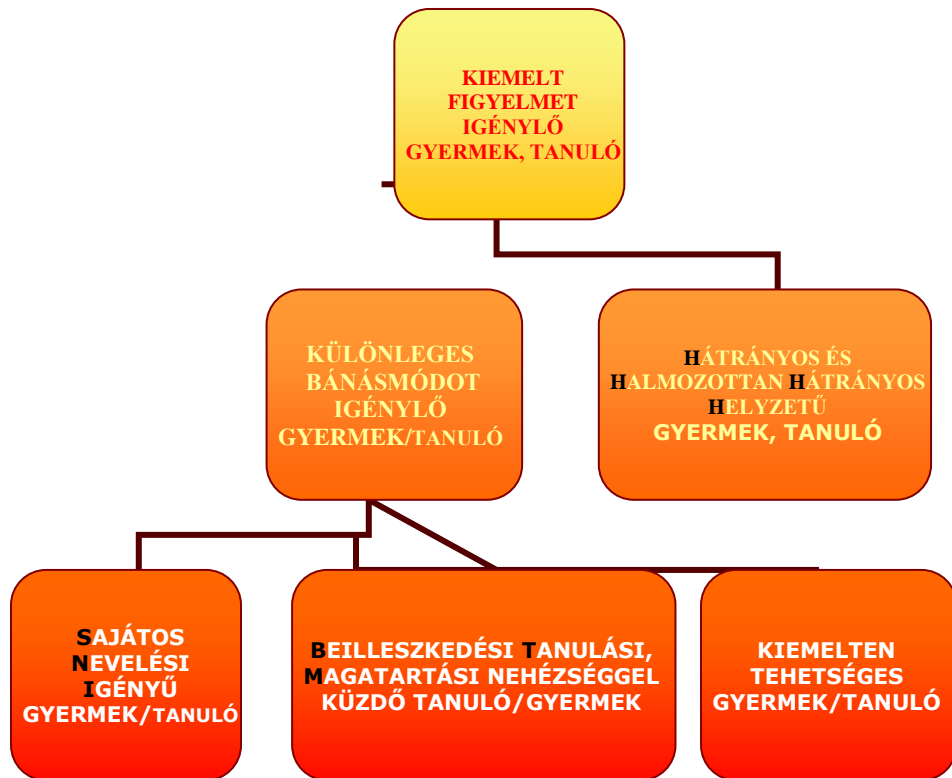 KIEMELT
FIGYELMET
IGÉNYLŐ
GYERMEK, TANULÓ
KÜLÖNLEGES
BÁNÁSMÓDOT
IGÉNYLŐ
GYERMEK/TANULÓ
HÁTRÁNYOS ÉS
HALMOZOTTAN HÁTRÁNYOS
HELYZETŰ
GYERMEK, TANULÓ
SAJÁTOS
NEVELÉSI
IGÉNYŰ
GYERMEK/TANULÓ
BEILLESZKEDÉSI TANULÁSI,
MAGATARTÁSI NEHÉZSÉGGEL
KÜZDŐ TANULÓ/GYERMEK
KIEMELTEN
TEHETSÉGES
GYERMEK/TANULÓ